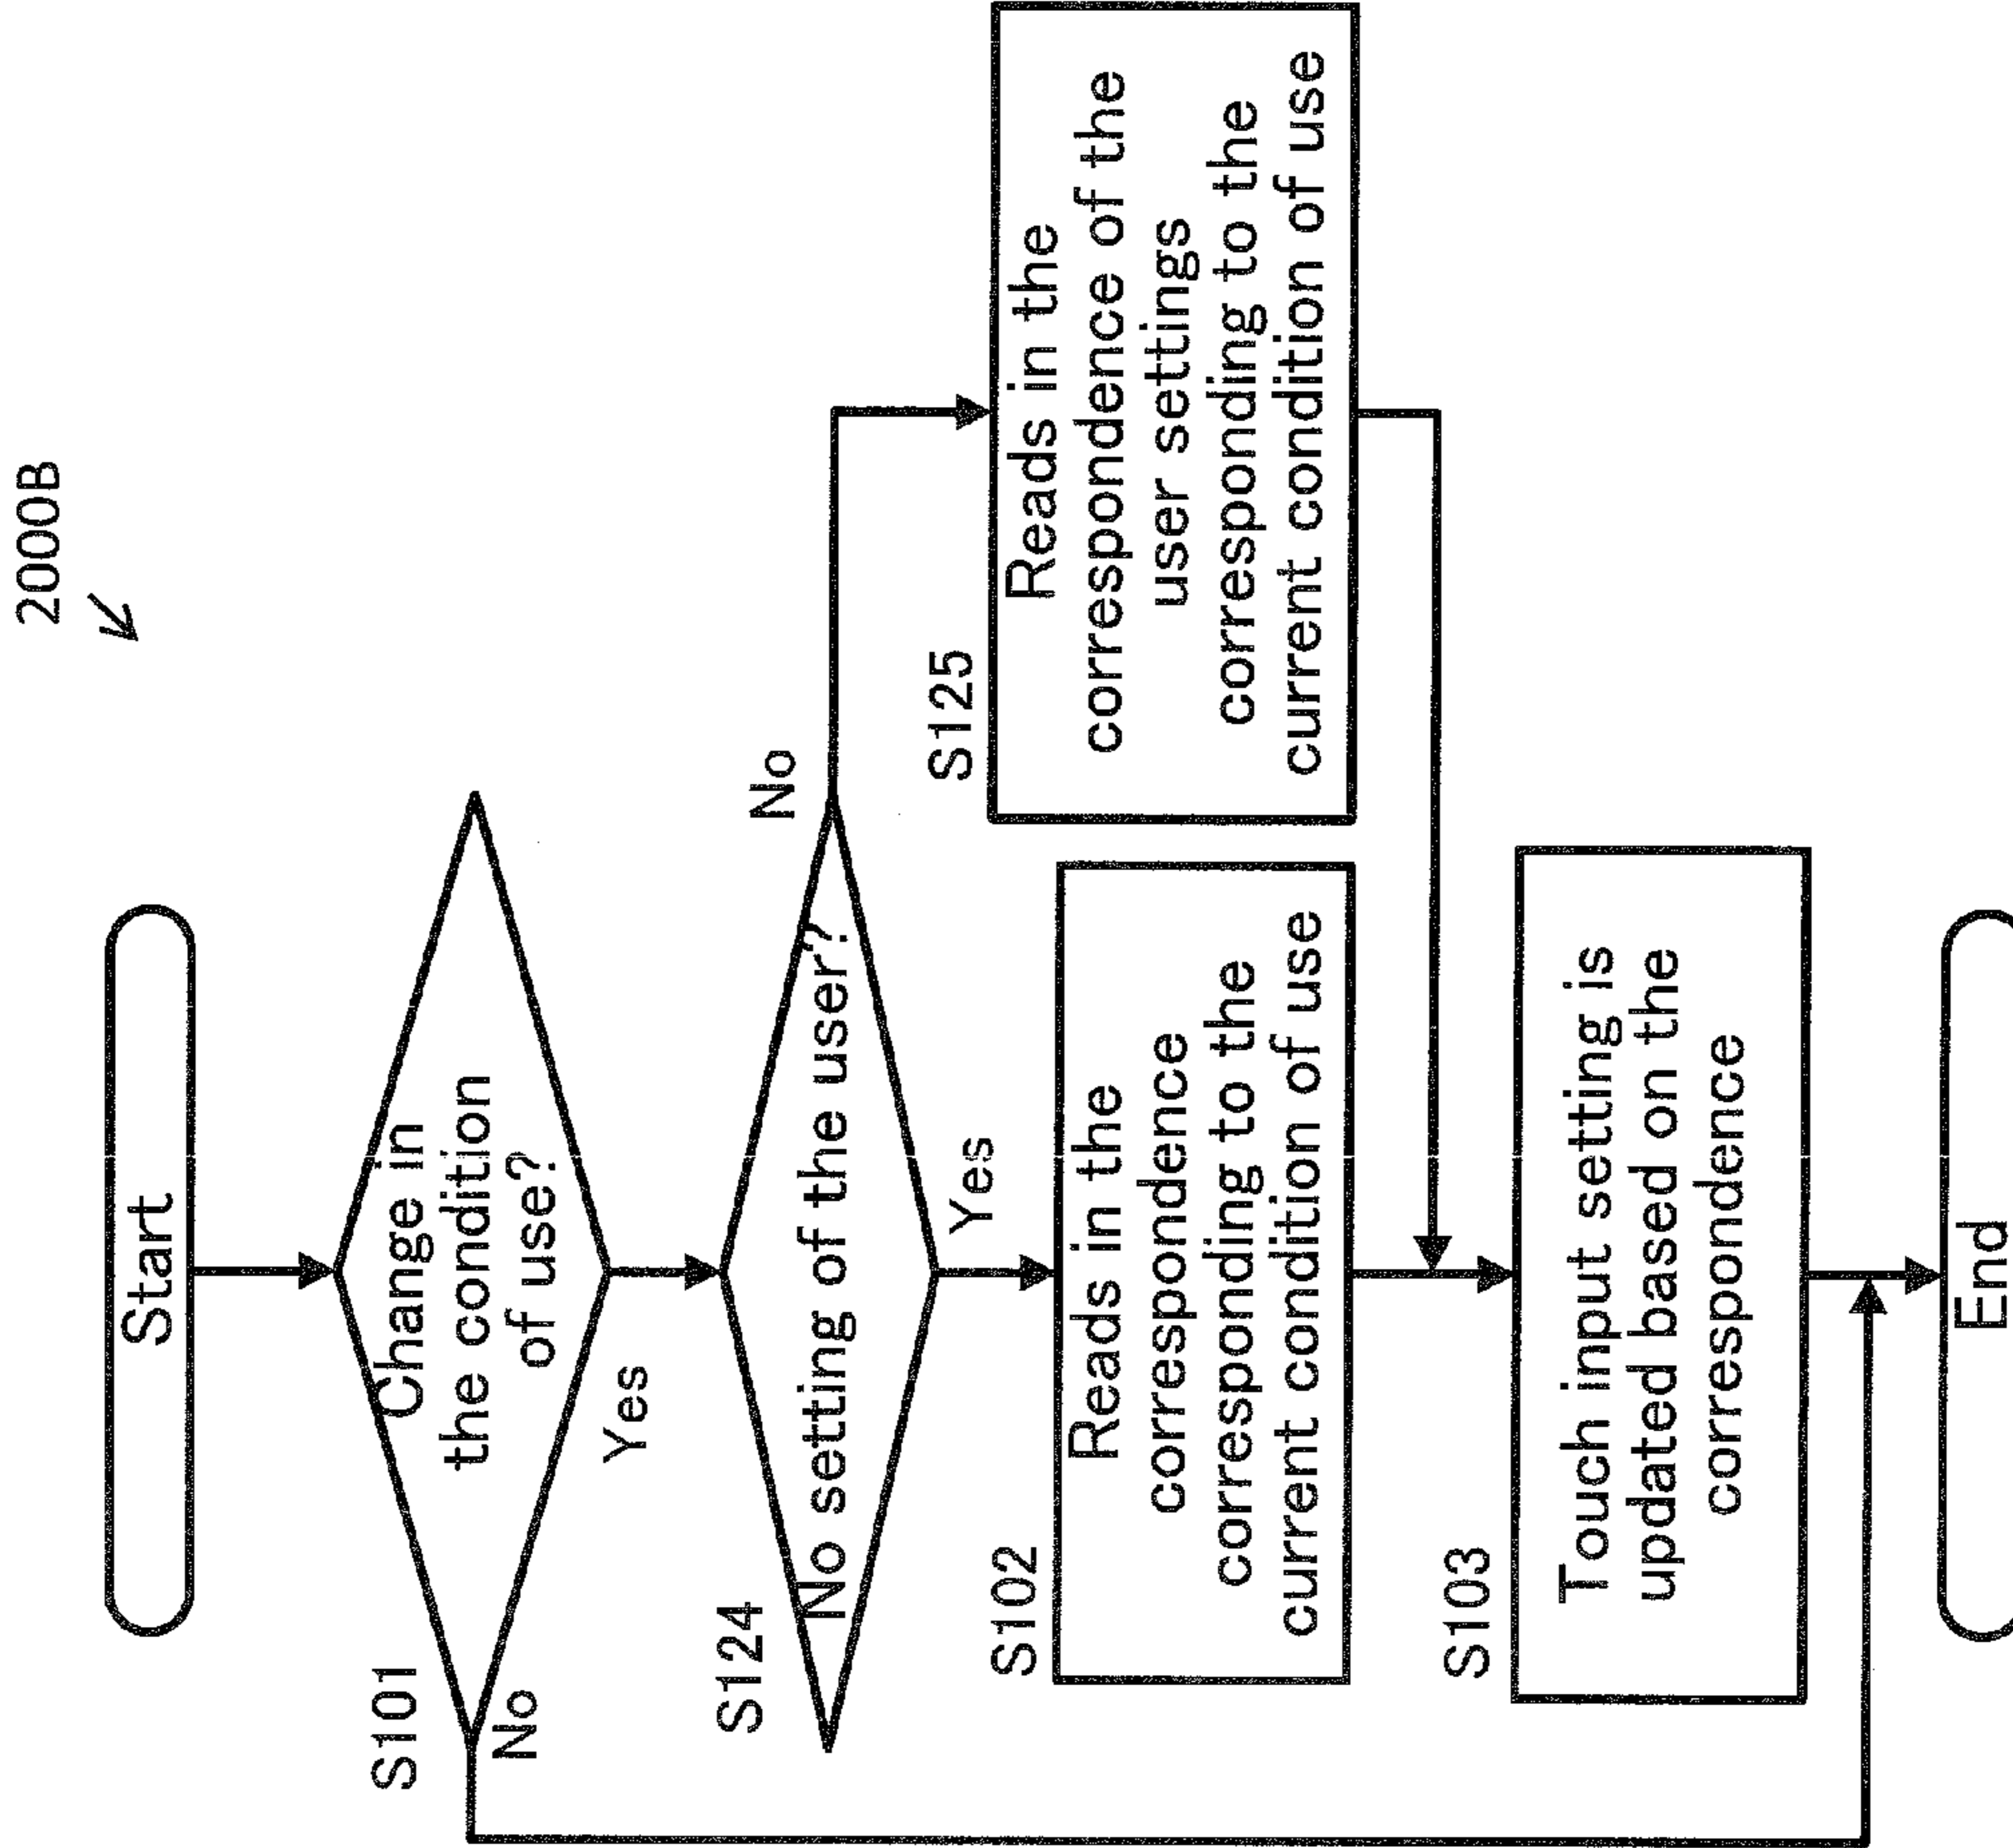 2000B
Start
S101
Change in
the condition
of use?
No
Yes
S124
No setting of the user?
No
Yes
S102
Reads in the
correspondence
corresponding to the
current condition of use
S125
Reads in the
correspondence of the
user settings
corresponding to the
current condition of use
S103
Touch input setting is
updated based on the
correspondence
End